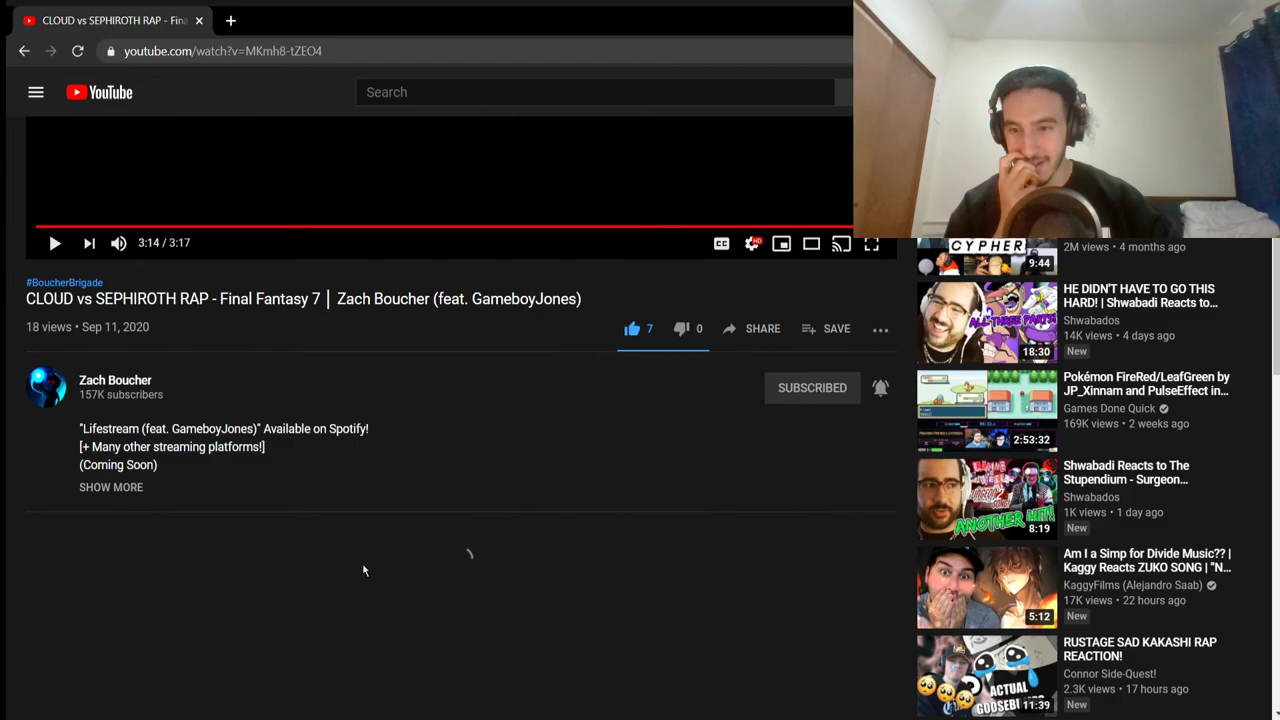 CLOUD vs SEPHIROTH RAP - Fina
youtube.com/watch?v=MKmh8-tZEO4
YouTube
Search
3:14 / 3:17
CC
HD
#BoucherBrigade
CLOUD vs SEPHIROTH RAP - Final Fantasy 7 │ Zach Boucher (feat. GameboyJones)
18 views • Sep 11, 2020
7
0
SHARE
SAVE
Zach Boucher
157K subscribers
SUBSCRIBED
"Lifestream (feat. GameboyJones)" Available on Spotify!
[+ Many other streaming platforms!]
(Coming Soon)
SHOW MORE
CYPHER
9:44
2M views • 4 months ago
ALL THREE PARTS!
18:30
HE DIDN'T HAVE TO GO THIS
HARD! | Shwabadi Reacts to...
Shwabados
14K views • 4 days ago
New
2:53:32
Pokémon FireRed/LeafGreen by
JP_Xinnam and PulseEffect in...
Games Done Quick
169K views • 2 weeks ago
ANOTHER HIT!
8:19
Shwabadi Reacts to The
Stupendium - Surgeon...
Shwabados
1K views • 1 day ago
New
5:12
Am I a Simp for Divide Music?? |
Kaggy Reacts ZUKO SONG | "N...
KaggyFilms (Alejandro Saab)
17K views • 22 hours ago
New
ACTUAL
GOOSEBUMPS
11:39
RUSTAGE SAD KAKASHI RAP
REACTION!
Connor Side-Quest!
2.3K views • 17 hours ago
New